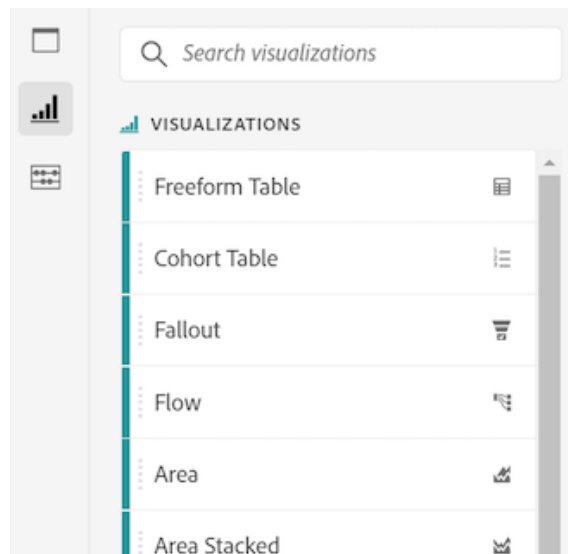 Search visualizations
VISUALIZATIONS
Freeform Table
Cohort Table
Fallout
Flow
Area
Area Stacked